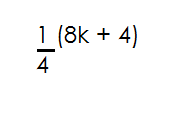 1/4 (8k + 4)